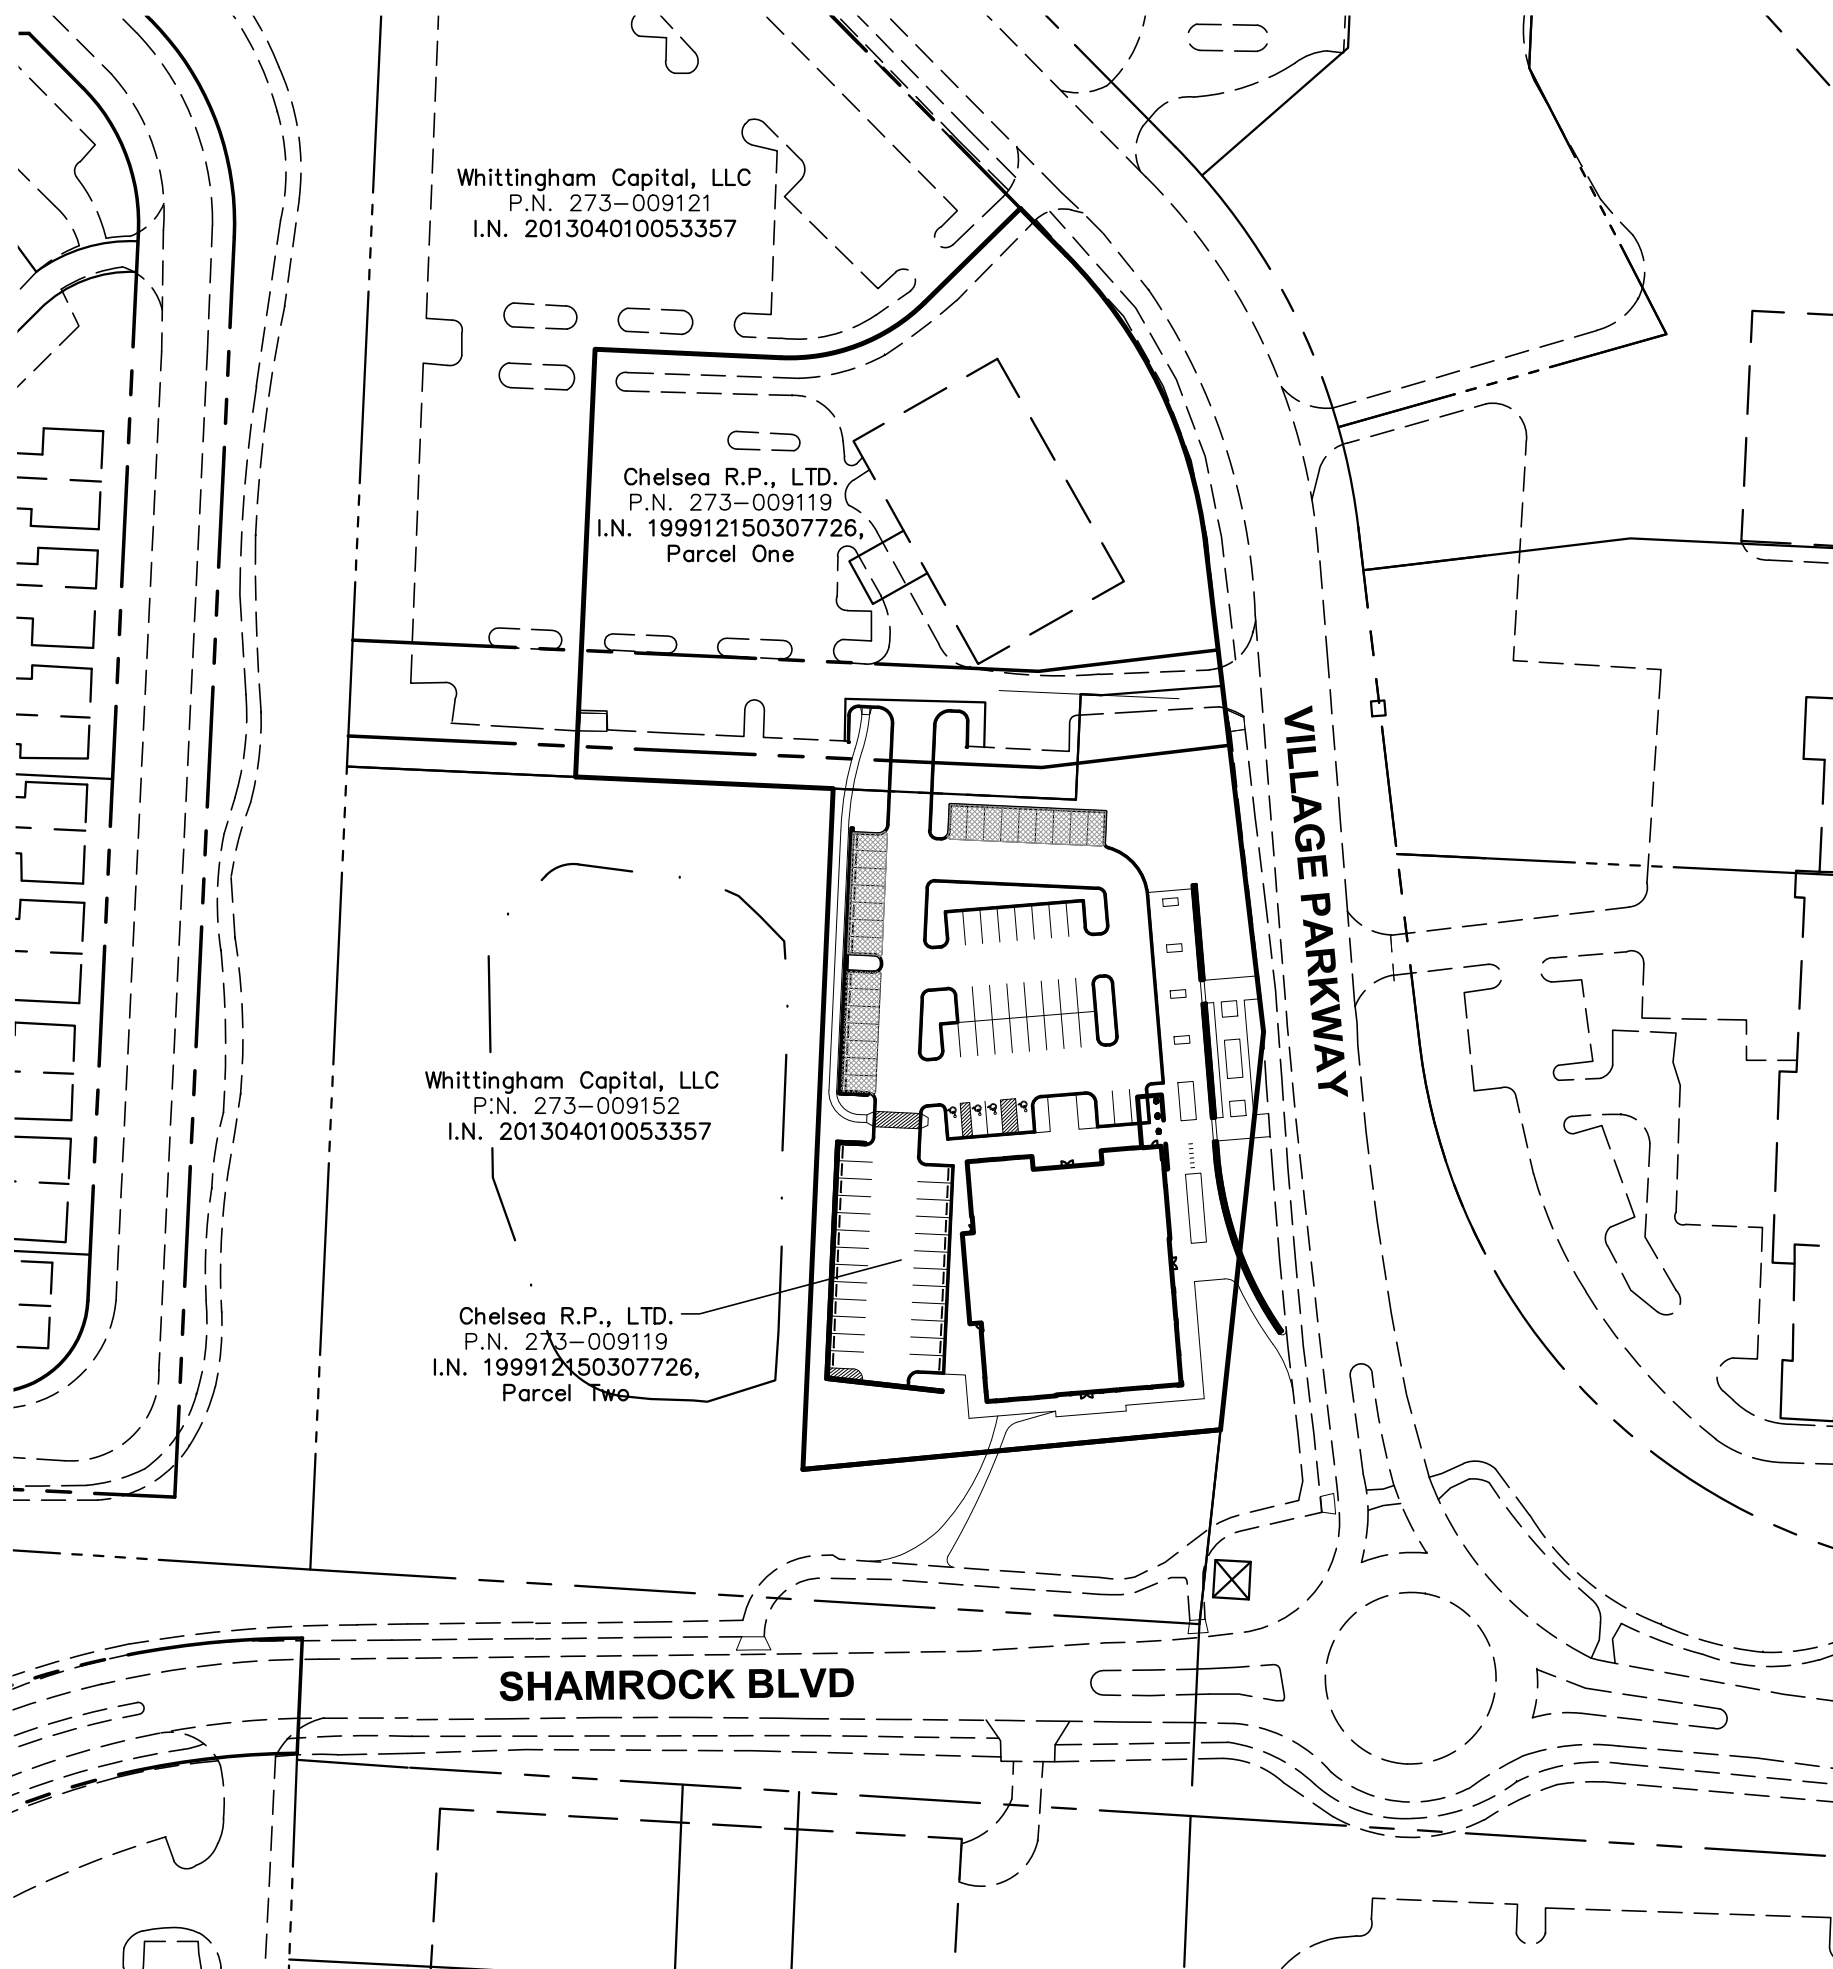 Whittingham Capital, LLC
P.N. 273-009121
I.N. 201304010053357
Chelsea R.P., LTD.
P.N. 273-009119
I.N. 199912150307726,
Parcel One
VILLAGE PARKWAY
Whittingham Capital, LLC
P.N. 273-009152
I.N. 201304010053357
Chelsea R.P., LTD.
P.N. 273-009119
I.N. 199912150307726,
Parcel Two
SHAMROCK BLVD